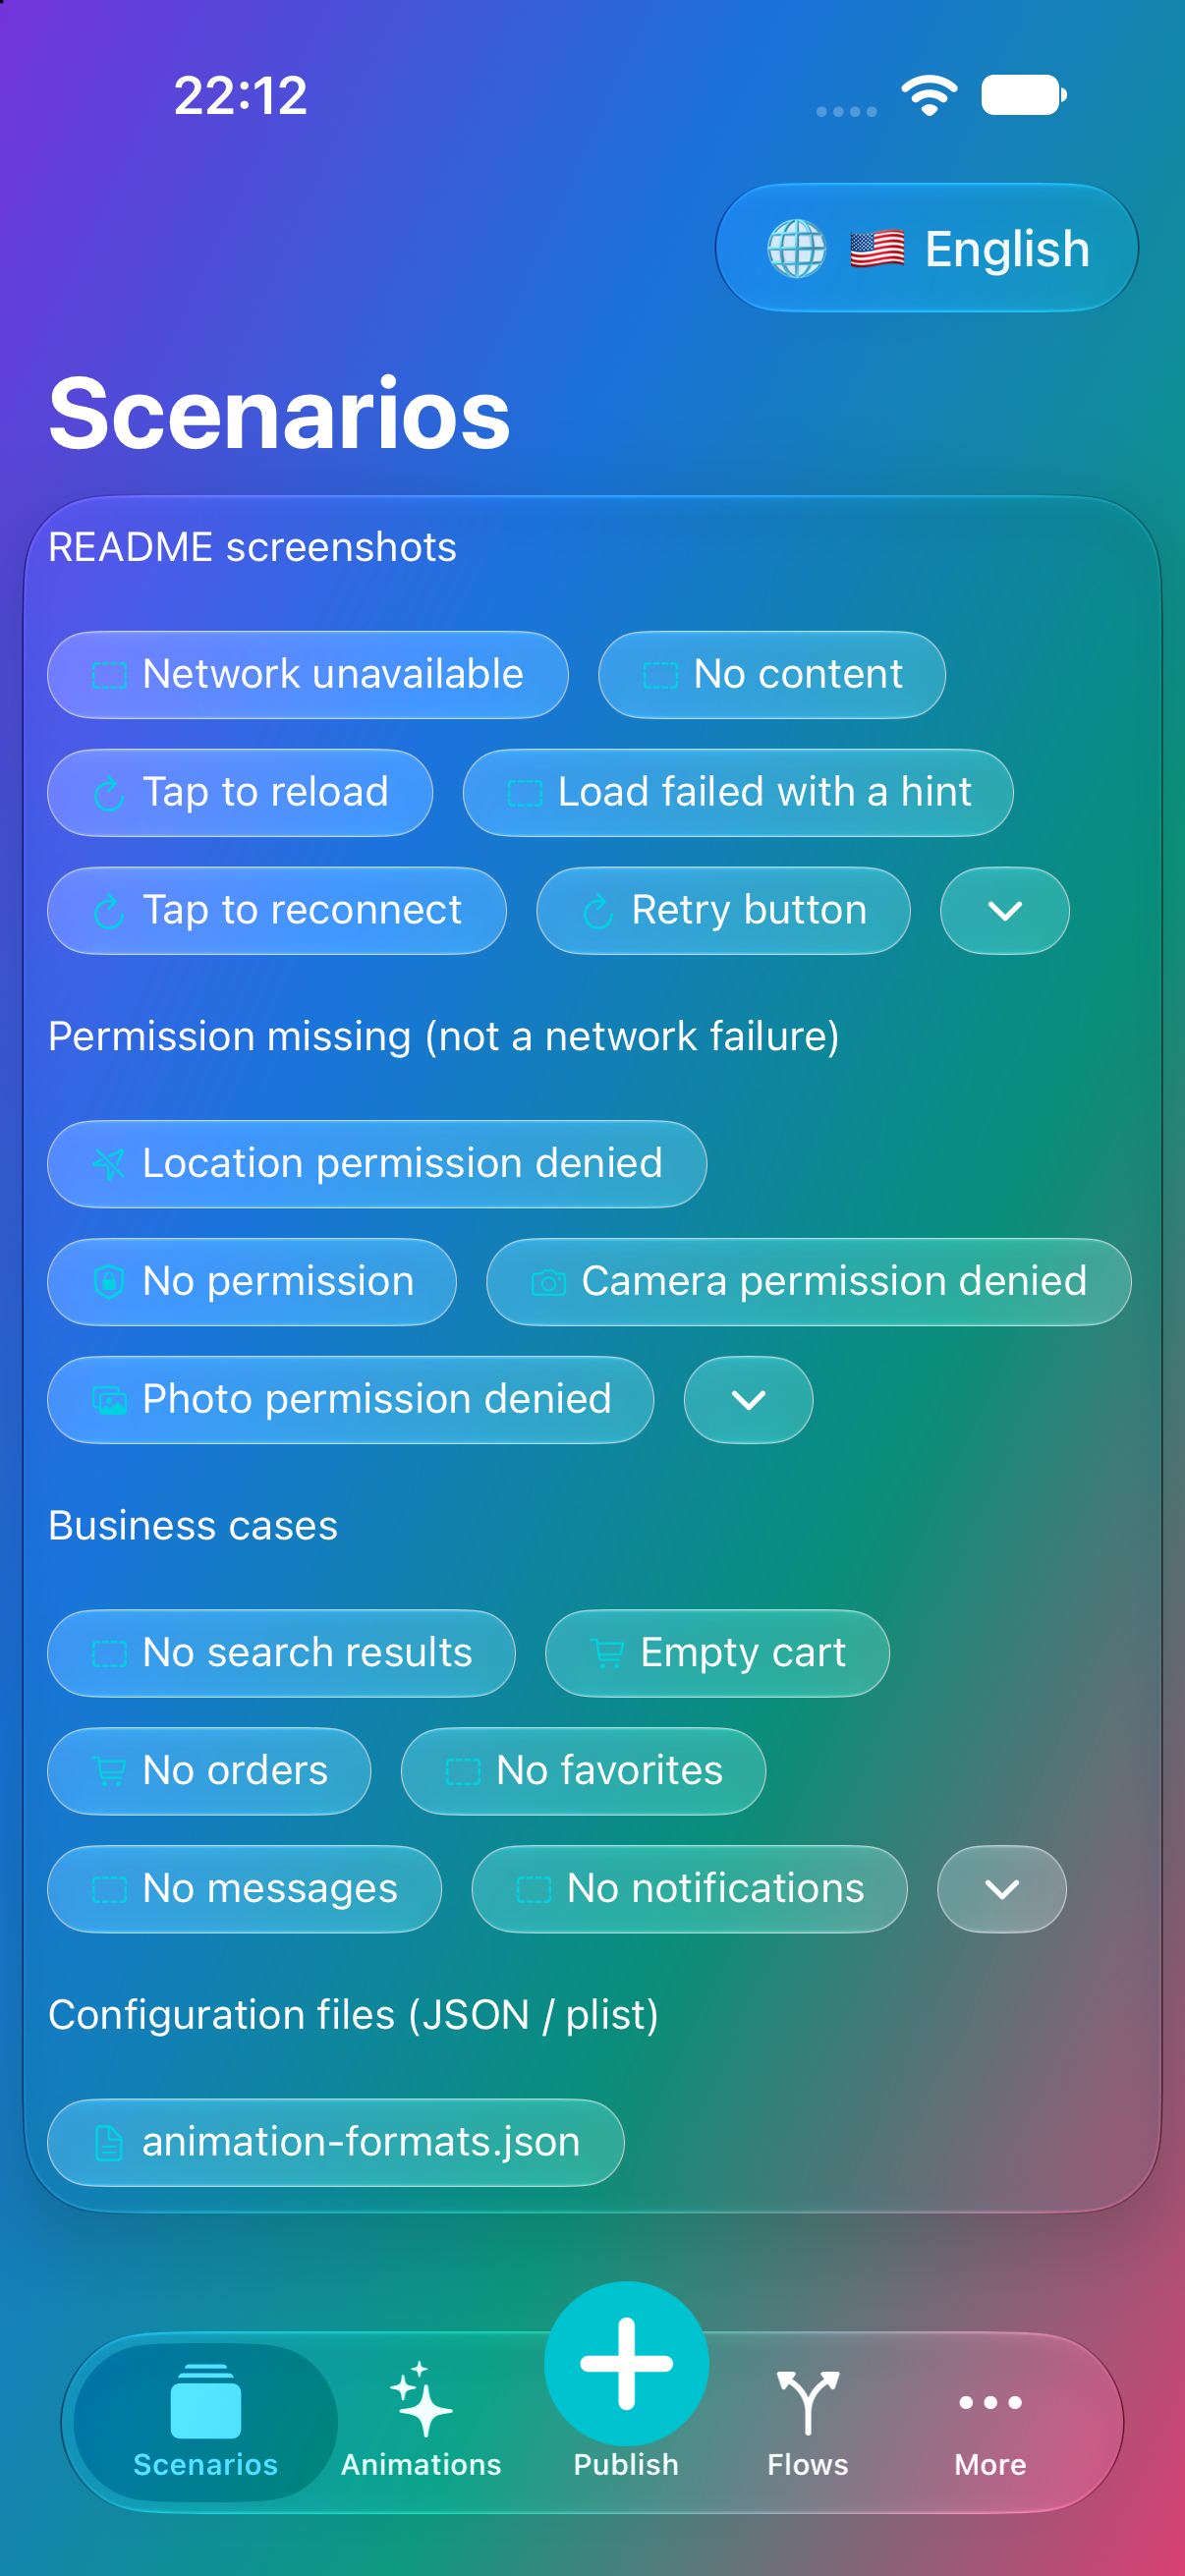 22:12
🌐 🇺🇸 English
Scenarios
README screenshots
Network unavailable
No content
Tap to reload
Load failed with a hint
Tap to reconnect
Retry button
Permission missing (not a network failure)
Location permission denied
No permission
Camera permission denied
Photo permission denied
Business cases
No search results
Empty cart
No orders
No favorites
No messages
No notifications
Configuration files (JSON / plist)
animation-formats.json
Scenarios
Animations
Publish
Flows
More